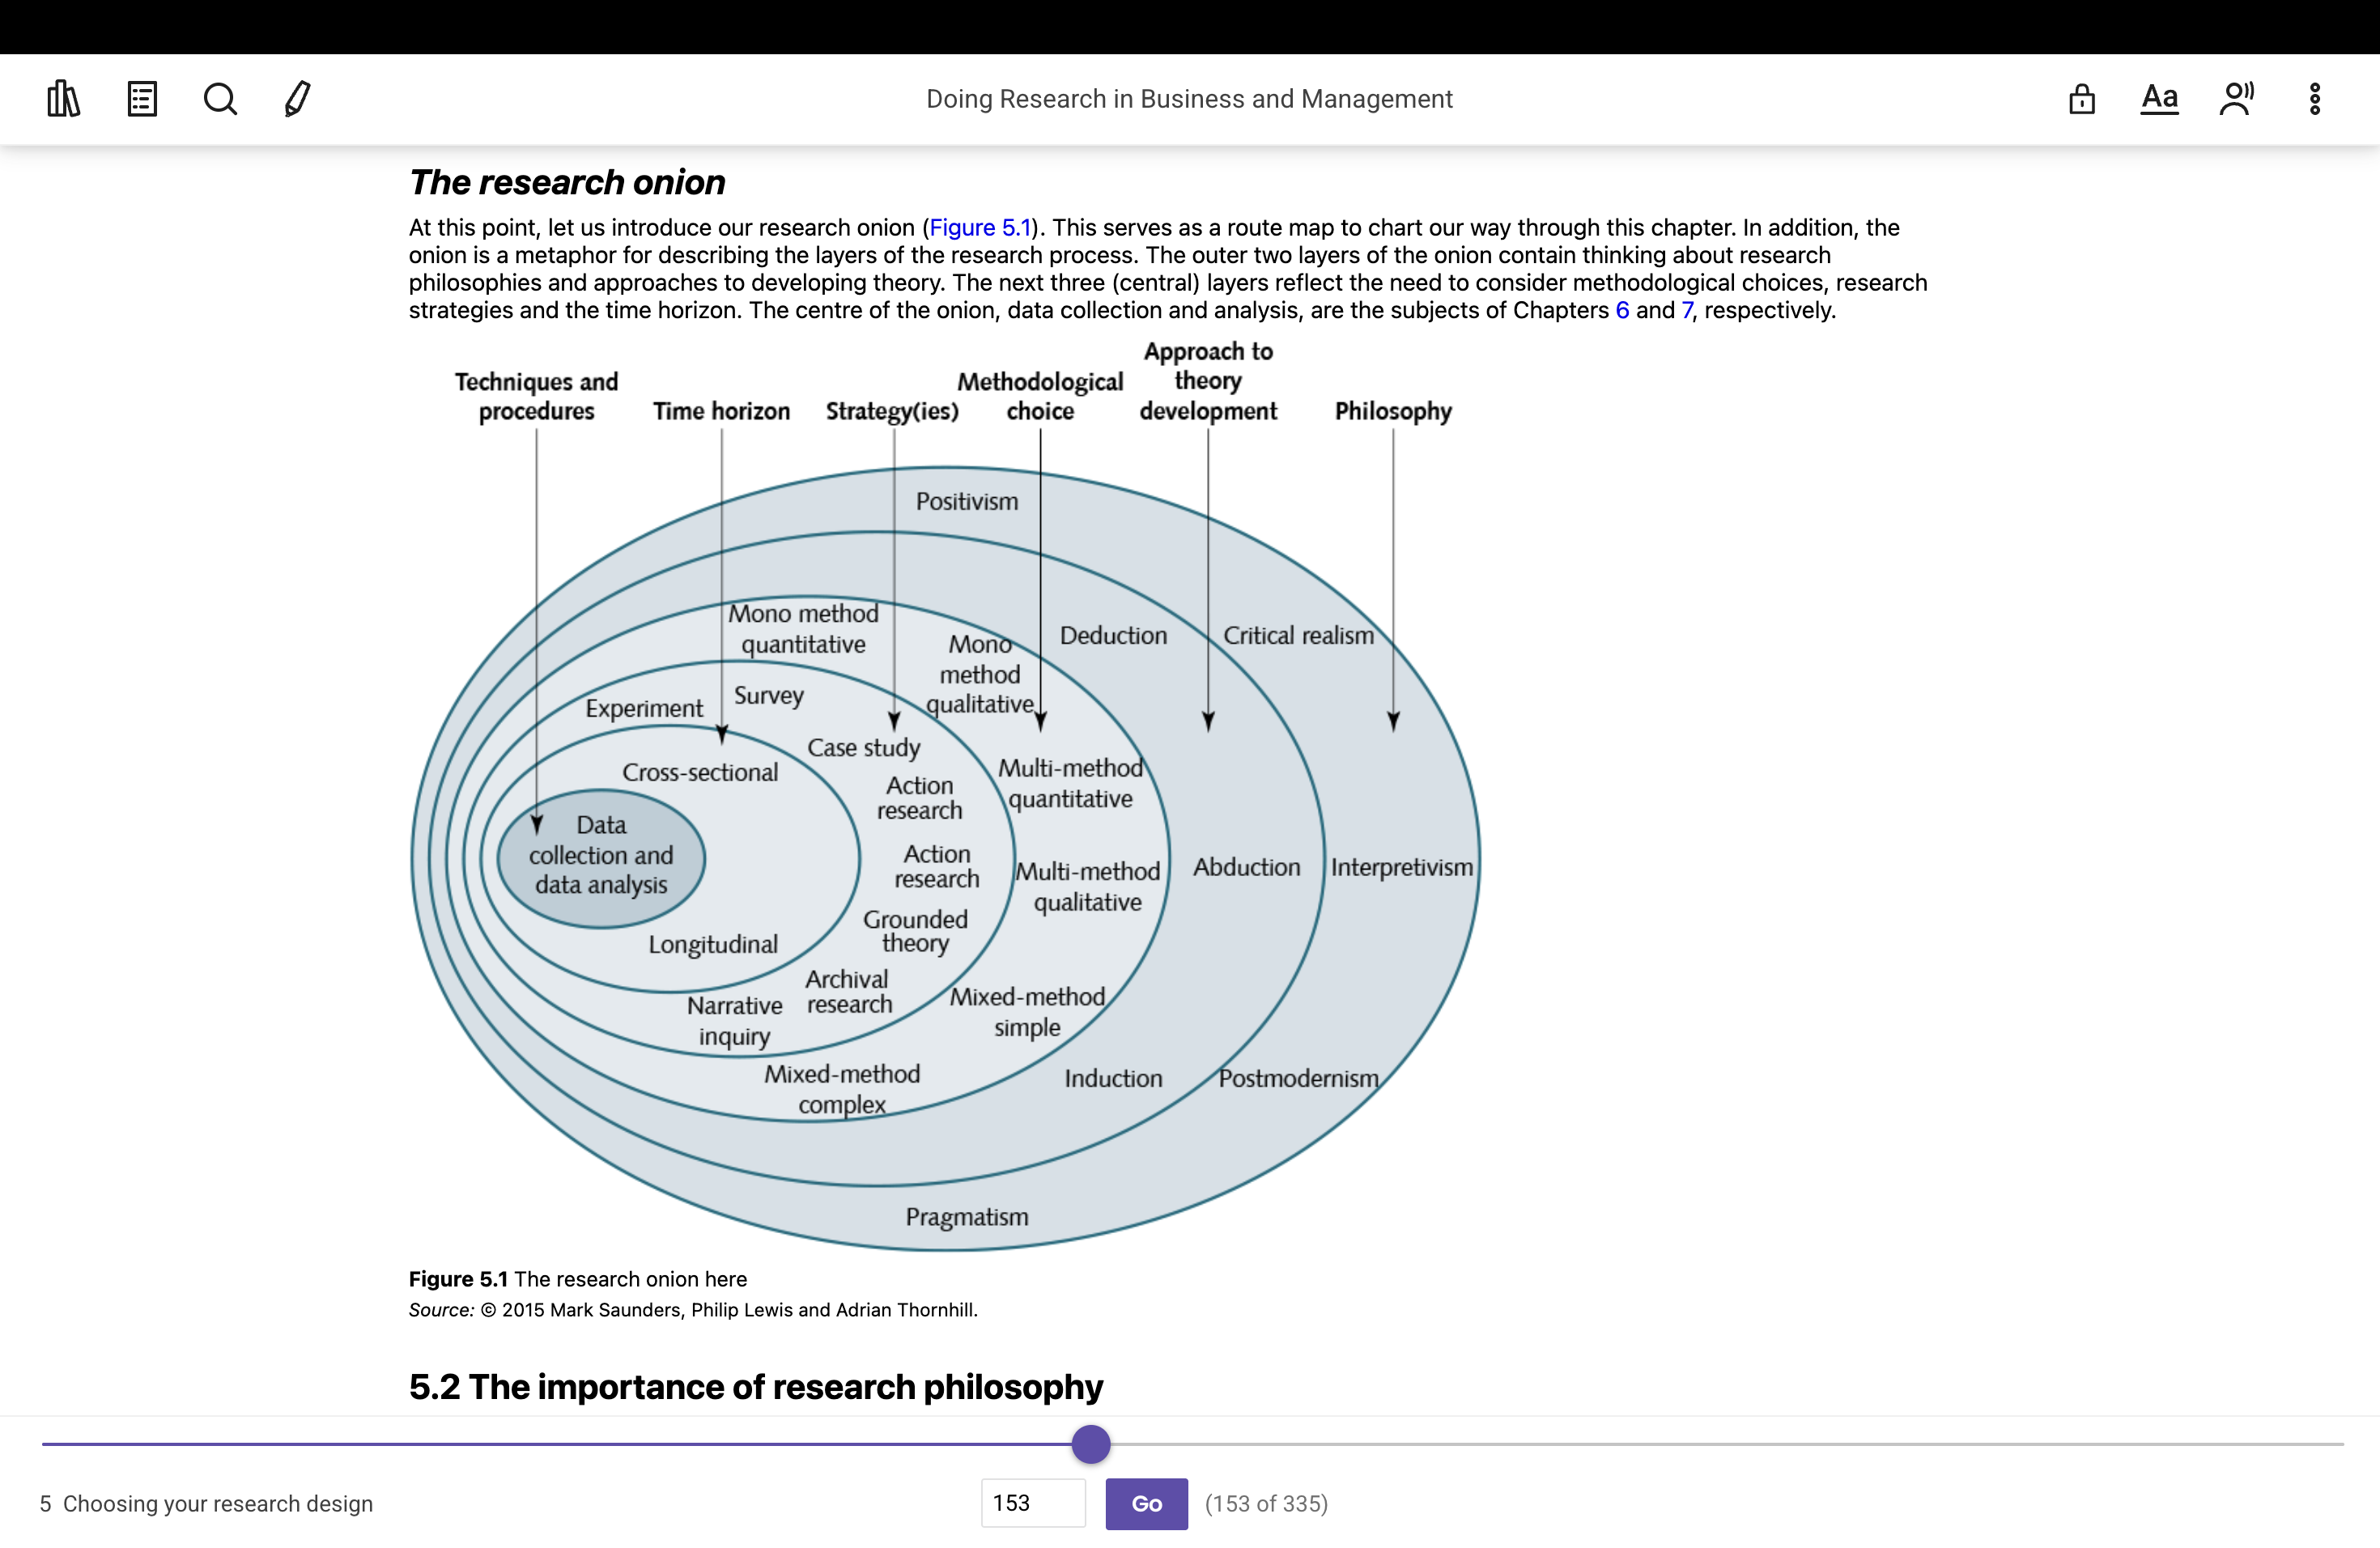 Doing Research in Business and Management
Aa
The research onion
At this point, let us introduce our research onion (Figure 5.1). This serves as a route map to chart our way through this chapter. In addition, the
onion is a metaphor for describing the layers of the research process. The outer two layers of the onion contain thinking about research
philosophies and approaches to developing theory. The next three (central) layers reflect the need to consider methodological choices, research
strategies and the time horizon. The centre of the onion, data collection and analysis, are the subjects of Chapters 6 and 7, respectively.
Techniques and
procedures
Time horizon
Strategy(ies)
Methodological
choice
Approach to
theory
development
Philosophy
Positivism
Mono method
quantitative
Mono
method
qualitative
Deduction
Critical realism
Experiment
Survey
Case study
Cross-sectional
Action
research
Multi-method
quantitative
Data
collection and
data analysis
Action
research
Multi-method
qualitative
Abduction
Interpretivism
Grounded
theory
Longitudinal
Archival
research
Narrative
inquiry
Mixed-method
simple
Mixed-method
complex
Induction
Postmodernism
Pragmatism
Figure 5.1 The research onion here
Source: © 2015 Mark Saunders, Philip Lewis and Adrian Thornhill.
5.2 The importance of research philosophy
5 Choosing your research design
153
Go
(153 of 335)